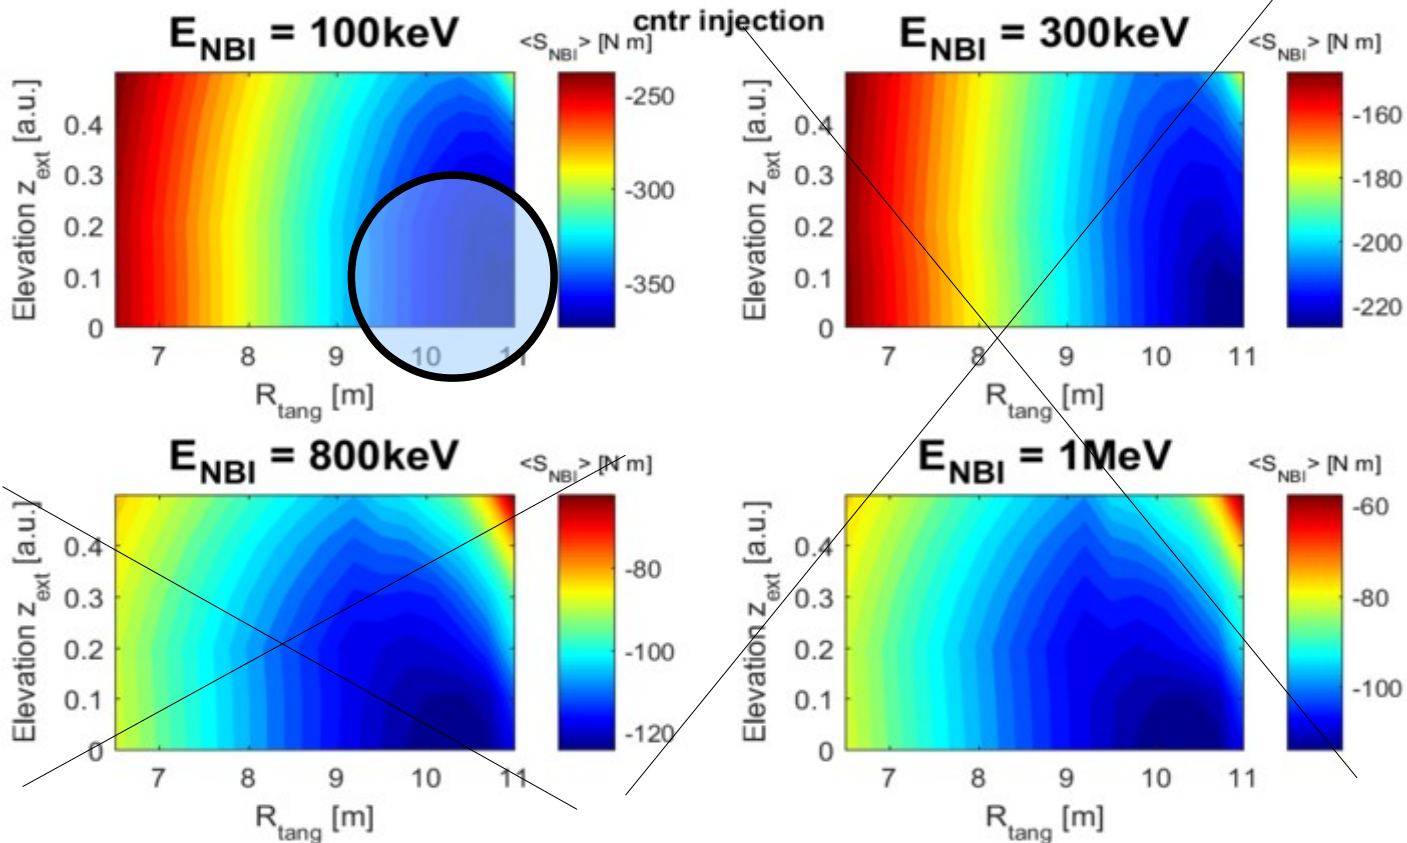 cntr injection
E_NBI = 100keV
<S_NBI> [N m]
Elevation z_ext [a.u.]
0.4
0.3
0.2
0.1
0
7 8 9 10 11
R_tang [m]
-250
-300
-350
E_NBI = 300keV
<S_NBI> [N m]
Elevation z_ext [a.u.]
0.4
0.3
0.2
0.1
0
7 8 9 10 11
R_tang [m]
-160
-180
-200
-220
E_NBI = 800keV
<S_NBI> [N m]
Elevation z_ext [a.u.]
0.4
0.3
0.2
0.1
0
7 8 9 10 11
R_tang [m]
-80
-100
-120
E_NBI = 1MeV
<S_NBI> [N m]
Elevation z_ext [a.u.]
0.4
0.3
0.2
0.1
0
7 8 9 10 11
R_tang [m]
-60
-80
-100